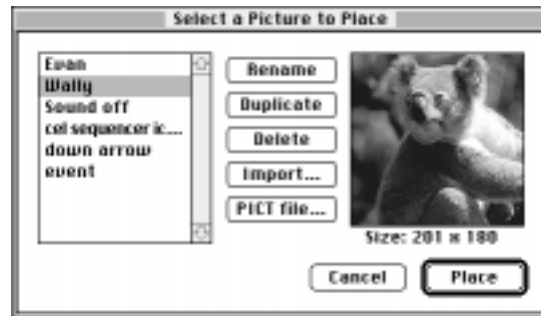 Select a Picture to Place
Evan
Wally
Sound off
cel sequencer ic...
down arrow
event
Rename
Duplicate
Delete
Import...
PICT file...
Size: 201 x 180
Cancel
Place